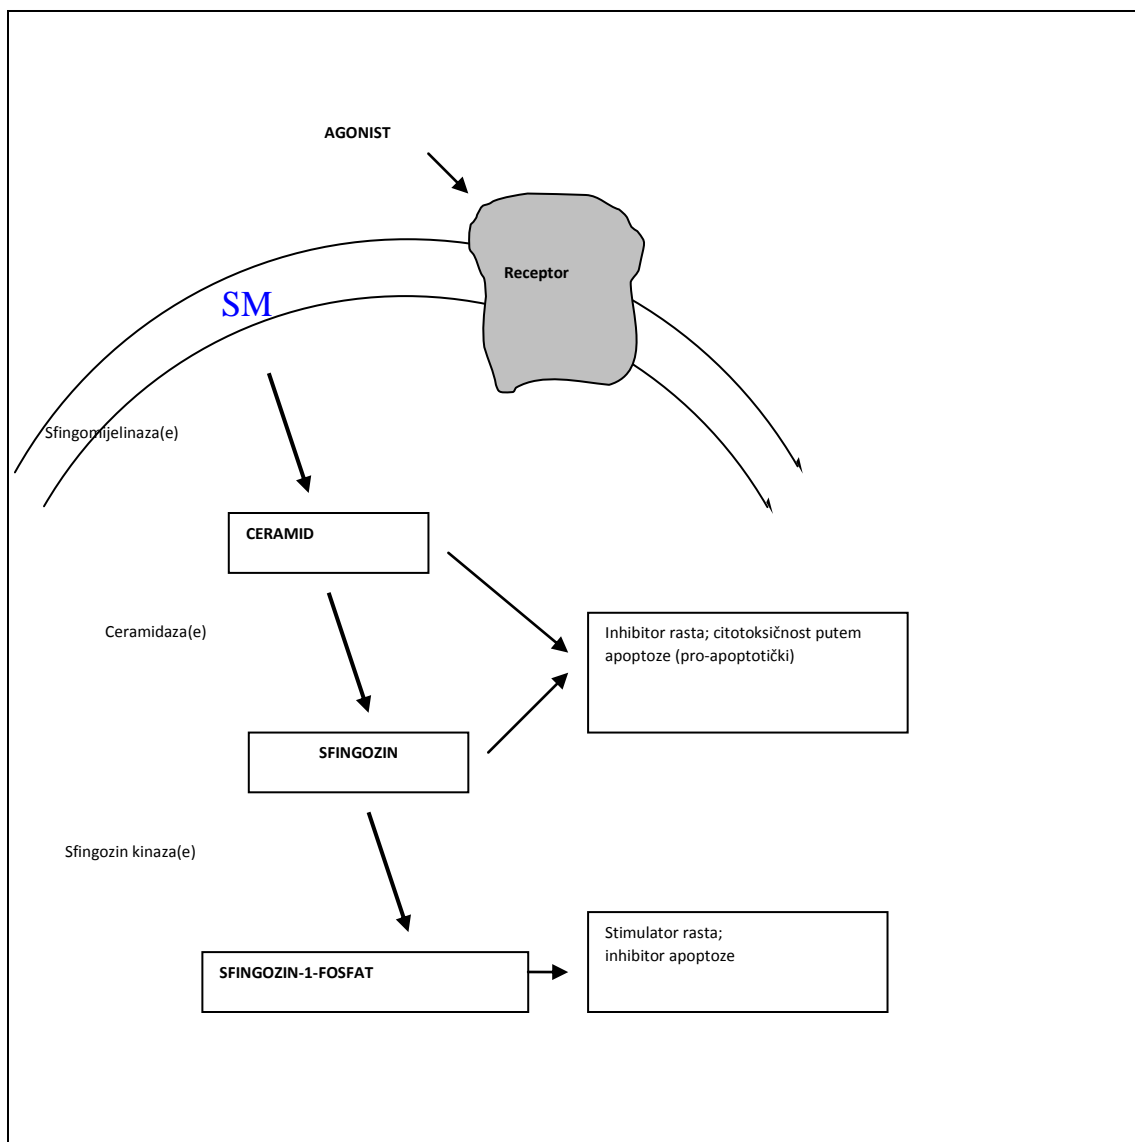 AGONIST
Receptor
SM
Sfingomijelinaza(e)
CERAMID
Ceramidaza(e)
Inhibitor rasta; citotoksičnost putem
apoptoze (pro-apoptotički)
SFINGOZIN
Sfingozin kinaza(e)
SFINGOZIN-1-FOSFAT
Stimulator rasta;
inhibitor apoptoze